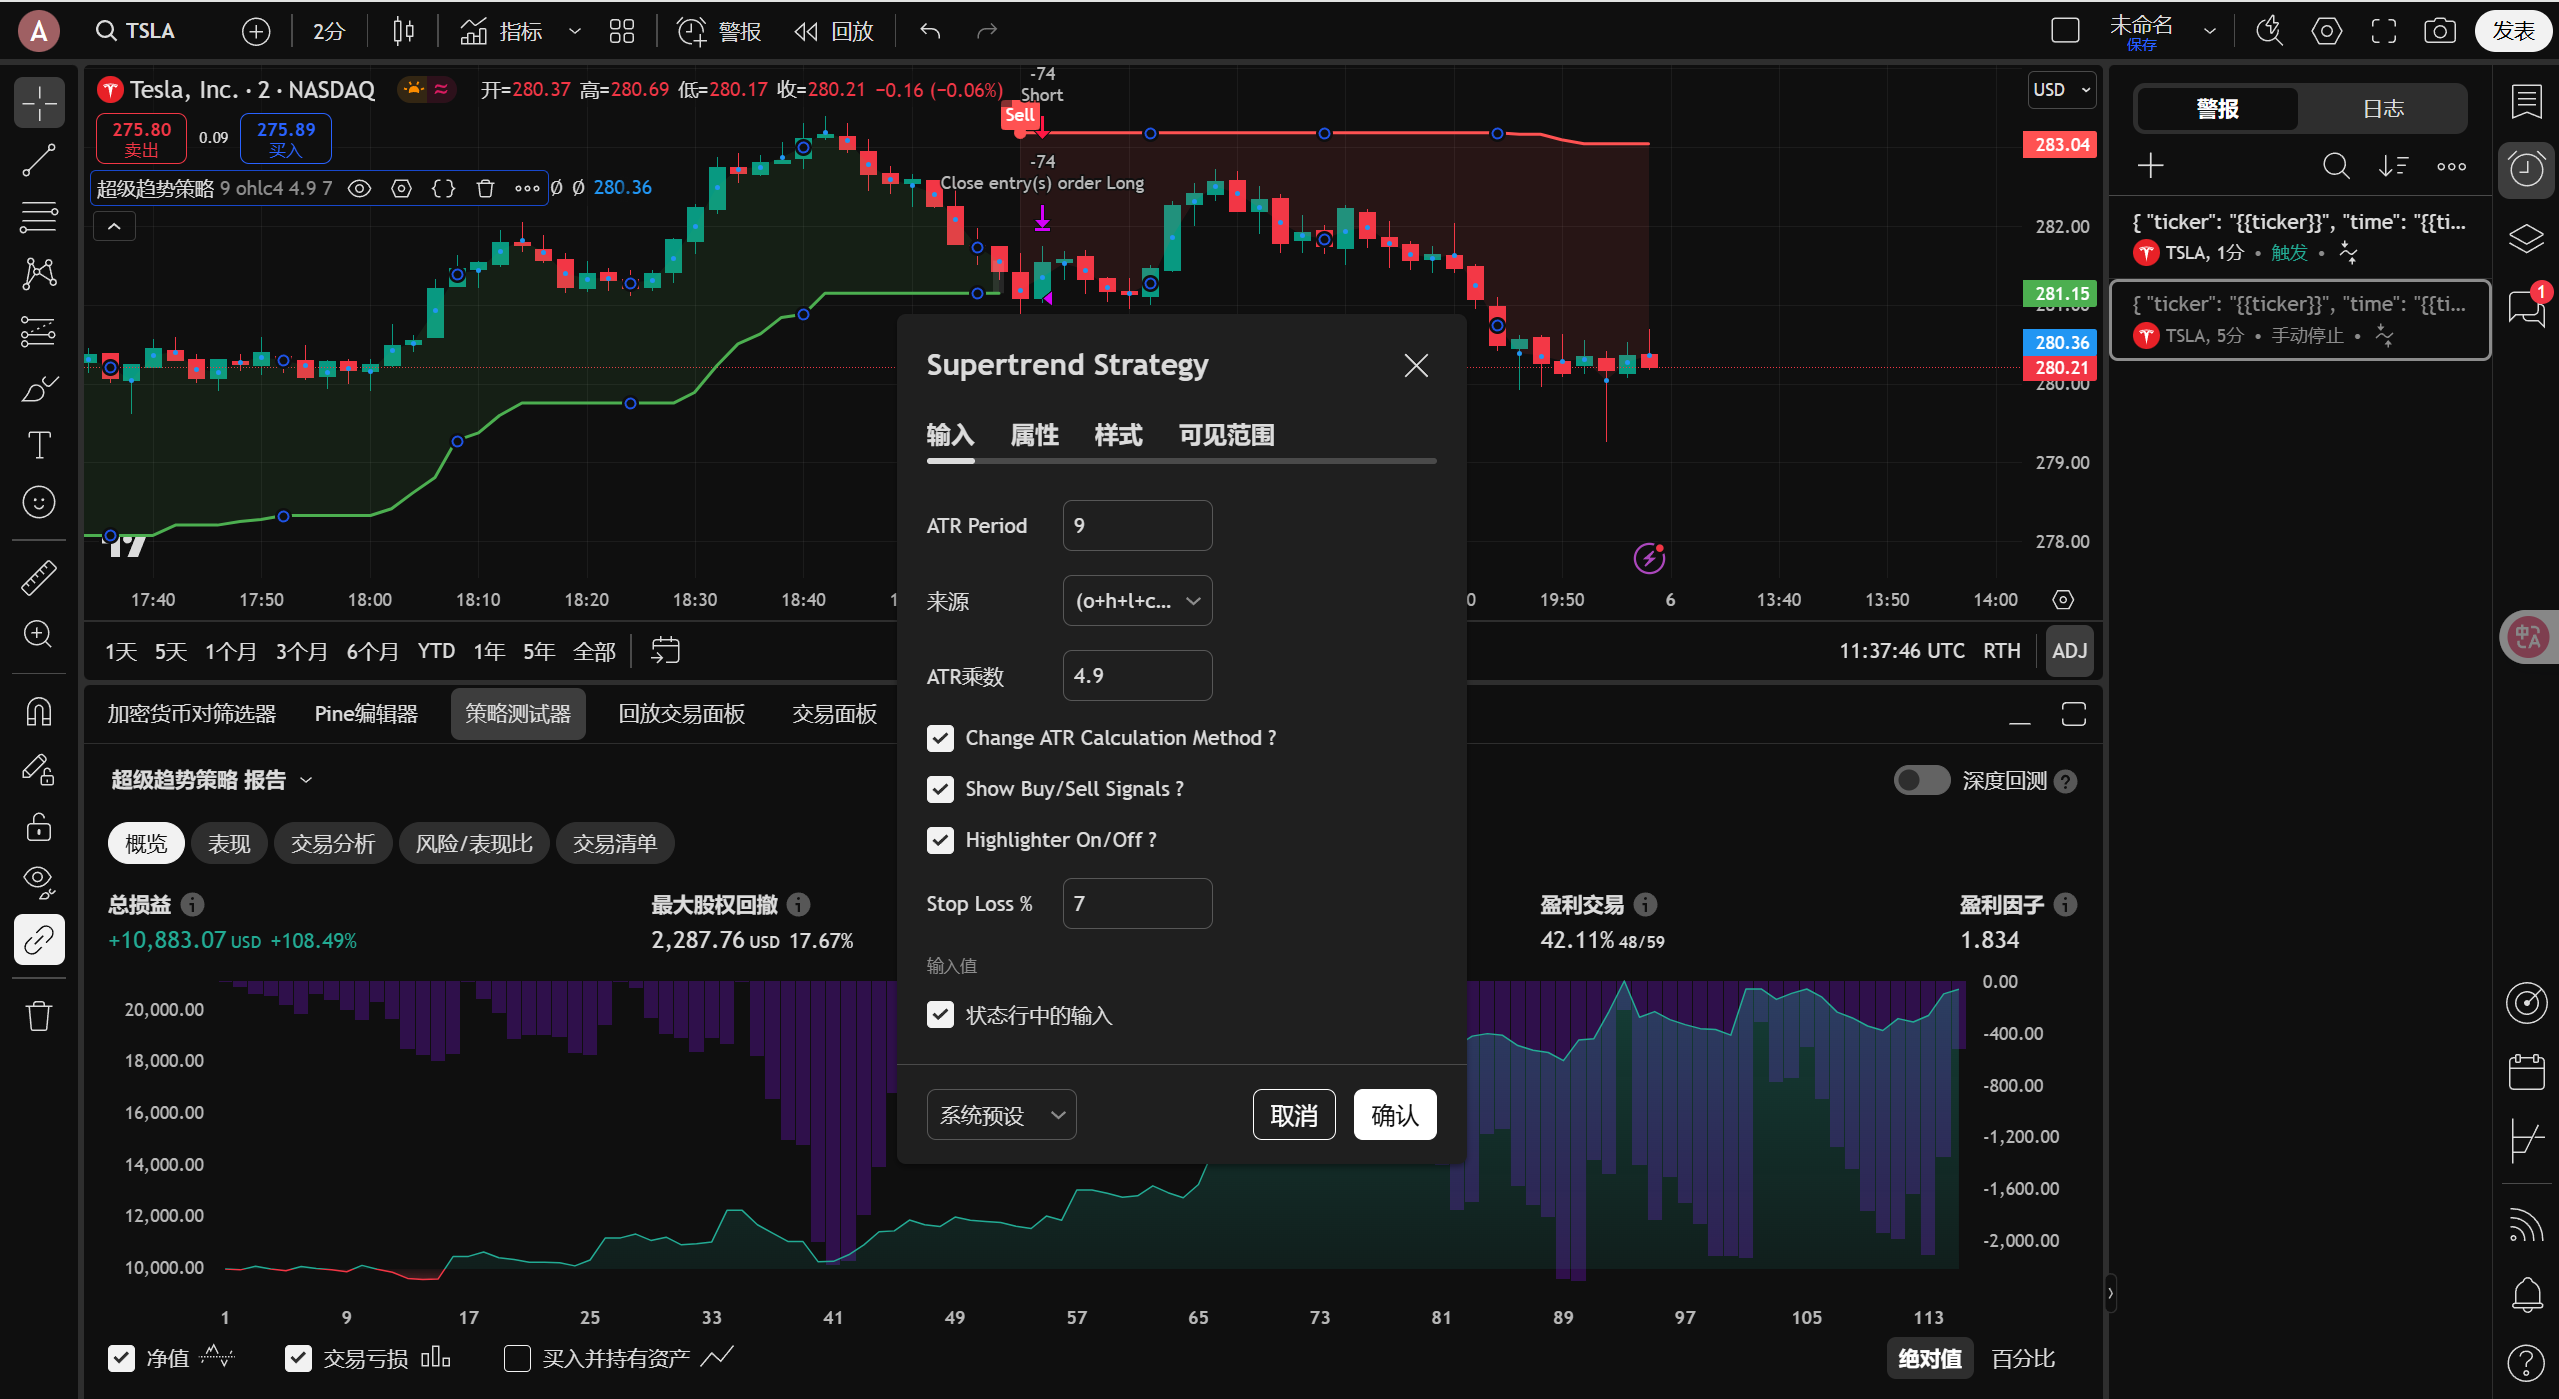 A
TSLA
2分
指标
警报
回放
未命名
保存
发表
Tesla, Inc. · 2 · NASDAQ
开=280.37 高=280.69 低=280.17 收=280.21 −0.16 (−0.06%)
275.80
卖出
0.09
275.89
买入
超级趋势策略 9 ohlc4 4.9 7
Ø Ø 280.36
-74
Short
Sell
-74
Close entry(s) order Long
USD
283.04
282.00
281.15
281.00
280.36
280.21
280.00
279.00
278.00
17:40
17:50
18:00
18:10
18:20
18:30
18:40
19:50
6
13:40
13:50
14:00
1天
5天
1个月
3个月
6个月
YTD
1年
5年
全部
11:37:46 UTC
RTH
ADJ
加密货币对筛选器
Pine编辑器
策略测试器
回放交易面板
交易面板
超级趋势策略 报告
深度回测
概览
表现
交易分析
风险/表现比
交易清单
总损益
+10,883.07 USD +108.49%
最大股权回撤
2,287.76 USD 17.67%
盈利交易
42.11% 48/59
盈利因子
1.834
20,000.00
18,000.00
16,000.00
14,000.00
12,000.00
10,000.00
0.00
-400.00
-800.00
-1,200.00
-1,600.00
-2,000.00
1
9
17
25
33
41
49
57
65
73
81
89
97
105
113
净值
交易亏损
买入并持有资产
绝对值
百分比
Supertrend Strategy
输入
属性
样式
可见范围
ATR Period
9
来源
(o+h+l+c...
ATR乘数
4.9
Change ATR Calculation Method ?
Show Buy/Sell Signals ?
Highlighter On/Off ?
Stop Loss %
7
输入值
状态行中的输入
系统预设
取消
确认
警报
日志
{ "ticker": "{{ticker}}", "time": "{{ti...
TSLA, 1分 • 触发 •
{ "ticker": "{{ticker}}", "time": "{{ti...
TSLA, 5分 • 手动停止 •
1